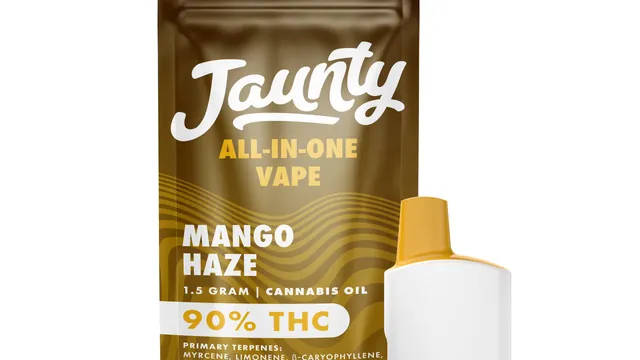 Jaunty
ALL-IN-ONE
VAPE
MANGO
HAZE
1.5 GRAM | CANNABIS OIL
90% THC
PRIMARY TERPENES:
MYRCENE, LIMONENE, β-CARYOPHYLLENE,